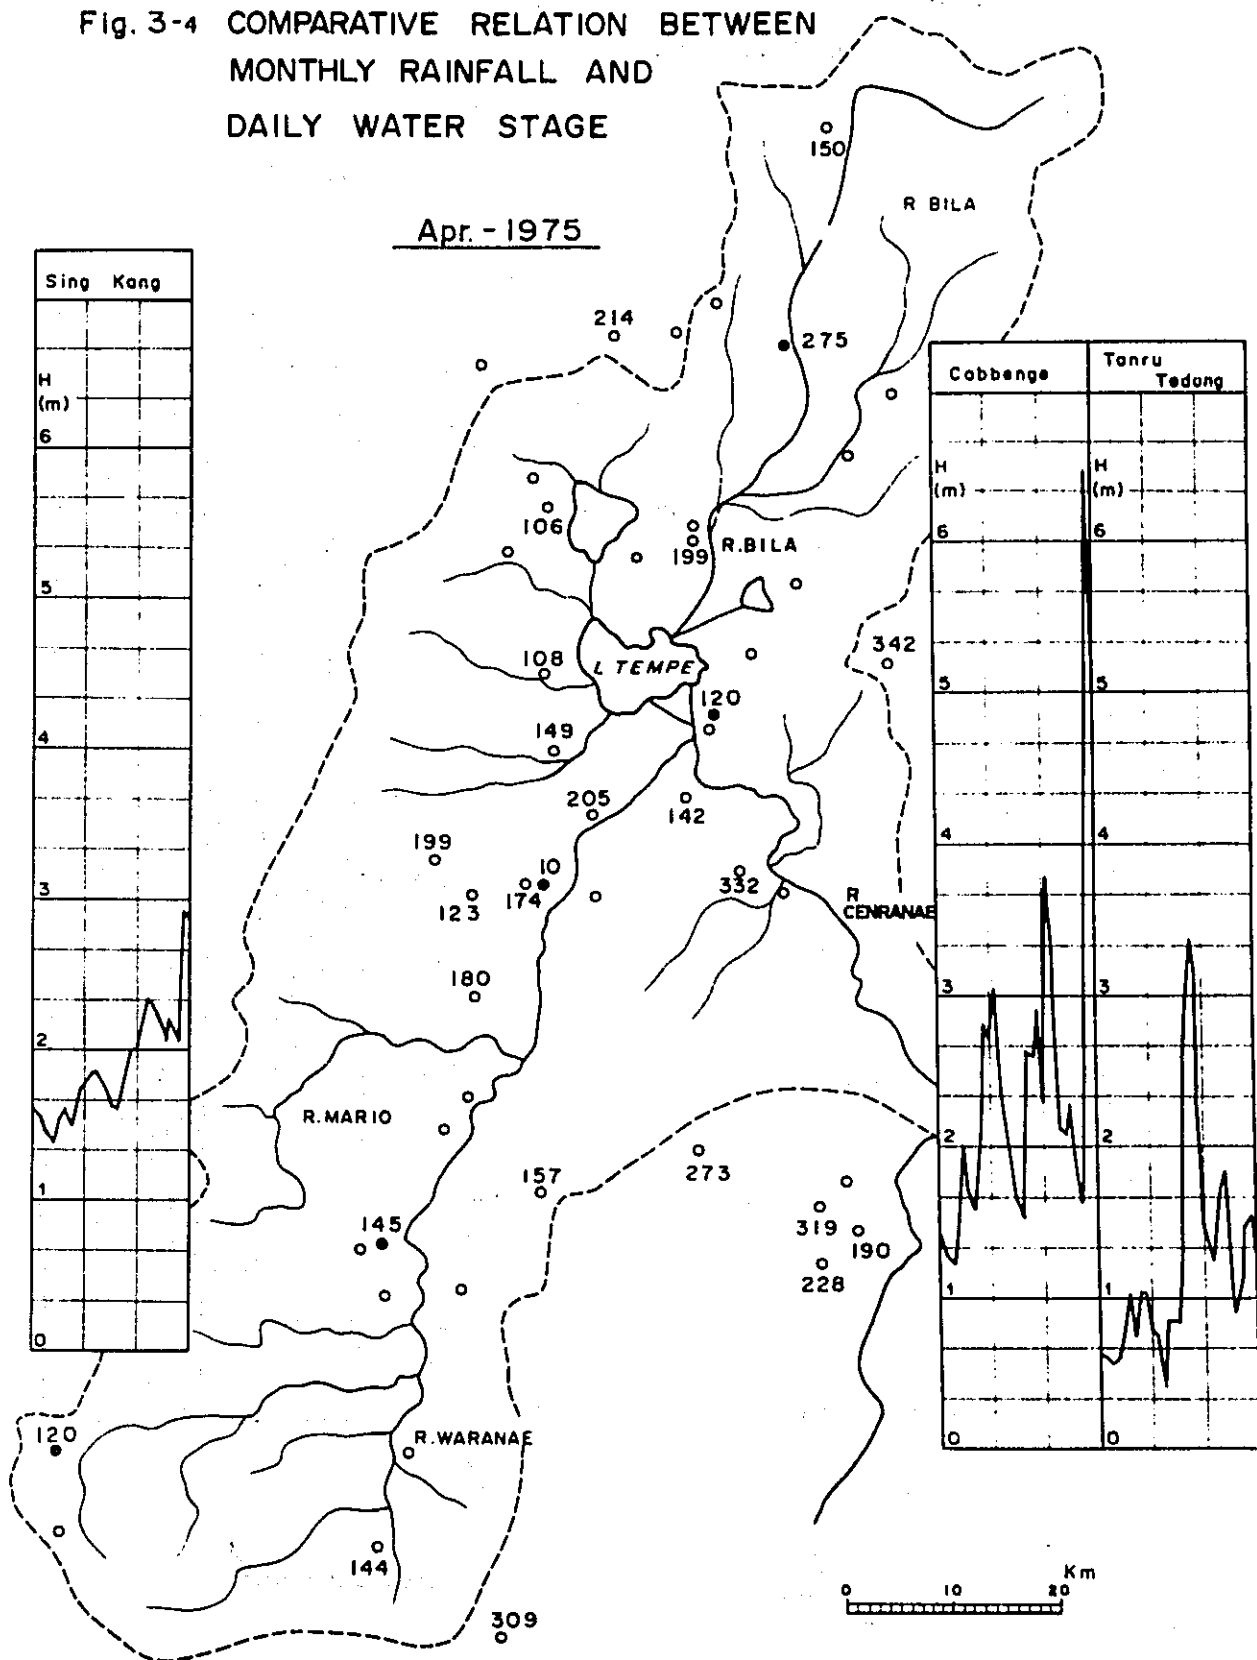 Fig. 3-4 COMPARATIVE RELATION BETWEEN
MONTHLY RAINFALL AND
DAILY WATER STAGE
Apr. - 1975
150
R BILA
Sing Kang
H
(m)
6
5
4
3
2
1
0
214
275
106
199
R.BILA
108
L TEMPE
120
342
149
205
142
199
10
174
123
332
R
CENRANAE
180
R.MARIO
157
273
145
319
190
228
120
R.WARANAE
144
309
Cabbenge
H
(m)
6
5
4
3
2
1
0
Tanru
Tedong
H
(m)
6
5
4
3
2
1
0
Km
0 10 20